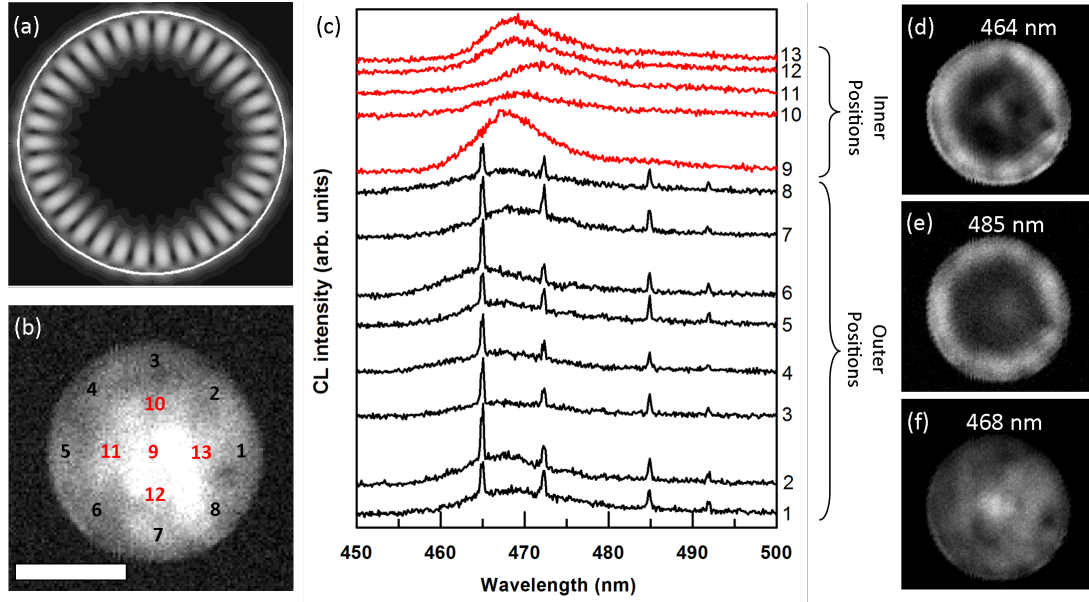 (a)
(b)
3
4
2
10
5
11
9
13
1
12
6
8
7
(c)
CL intensity (arb. units)
13
12
11
10
9
8
7
6
5
4
3
2
1
450
460
470
480
490
500
Wavelength (nm)
Inner
Positions
Outer
Positions
(d)
464 nm
(e)
485 nm
(f)
468 nm